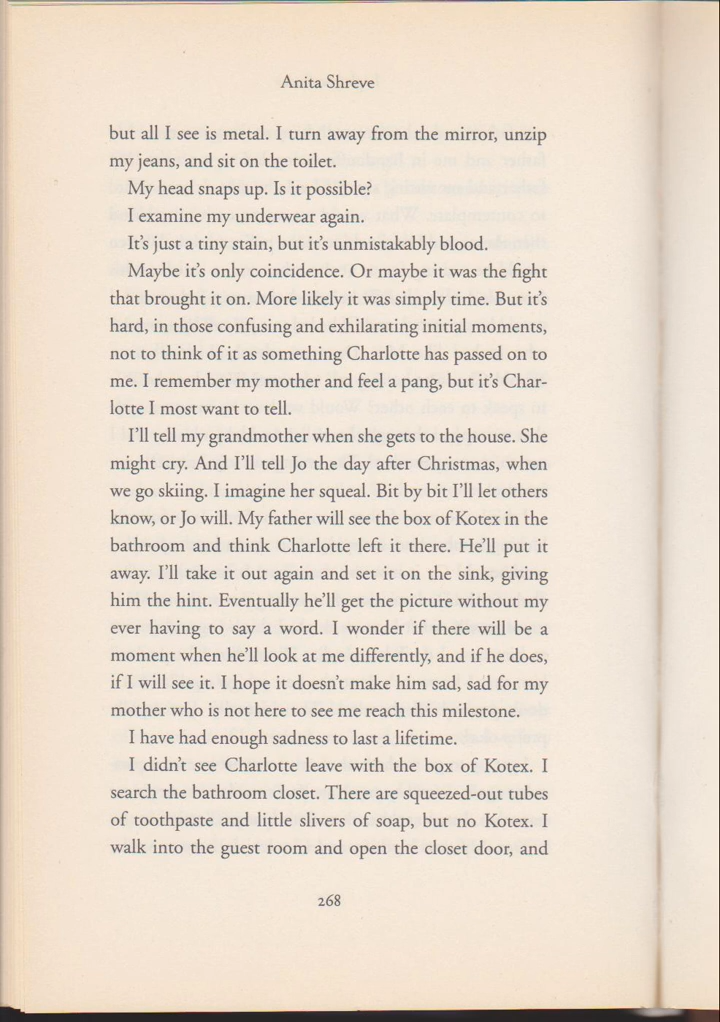 Anita Shreve
but all I see is metal. I turn away from the mirror, unzip
my jeans, and sit on the toilet.
My head snaps up. Is it possible?
I examine my underwear again.
It’s just a tiny stain, but it’s unmistakably blood.
Maybe it’s only coincidence. Or maybe it was the fight
that brought it on. More likely it was simply time. But it’s
hard, in those confusing and exhilarating initial moments,
not to think of it as something Charlotte has passed on to
me. I remember my mother and feel a pang, but it’s Char-
lotte I most want to tell.
I’ll tell my grandmother when she gets to the house. She
might cry. And I’ll tell Jo the day after Christmas, when
we go skiing. I imagine her squeal. Bit by bit I’ll let others
know, or Jo will. My father will see the box of Kotex in the
bathroom and think Charlotte left it there. He’ll put it
away. I’ll take it out again and set it on the sink, giving
him the hint. Eventually he’ll get the picture without my
ever having to say a word. I wonder if there will be a
moment when he’ll look at me differently, and if he does,
if I will see it. I hope it doesn’t make him sad, sad for my
mother who is not here to see me reach this milestone.
I have had enough sadness to last a lifetime.
I didn’t see Charlotte leave with the box of Kotex. I
search the bathroom closet. There are squeezed-out tubes
of toothpaste and little slivers of soap, but no Kotex. I
walk into the guest room and open the closet door, and
268